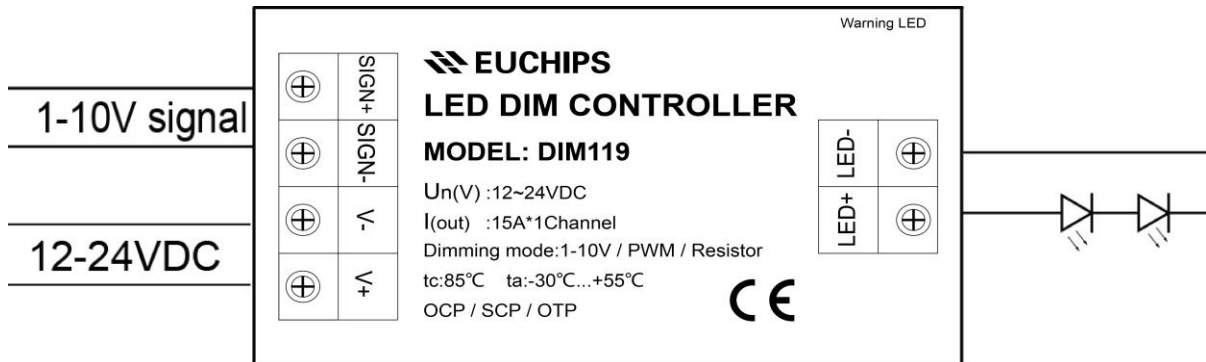 Warning LED
1-10V signal
12-24VDC
SIGN+
SIGN-
V-
V+
EUCHIPS
LED DIM CONTROLLER
MODEL: DIM119
Un(V) :12~24VDC
I(out) :15A*1Channel
Dimming mode:1-10V / PWM / Resistor
tc:85℃ ta:-30℃...+55℃
OCP / SCP / OTP
CE
LED-
LED+